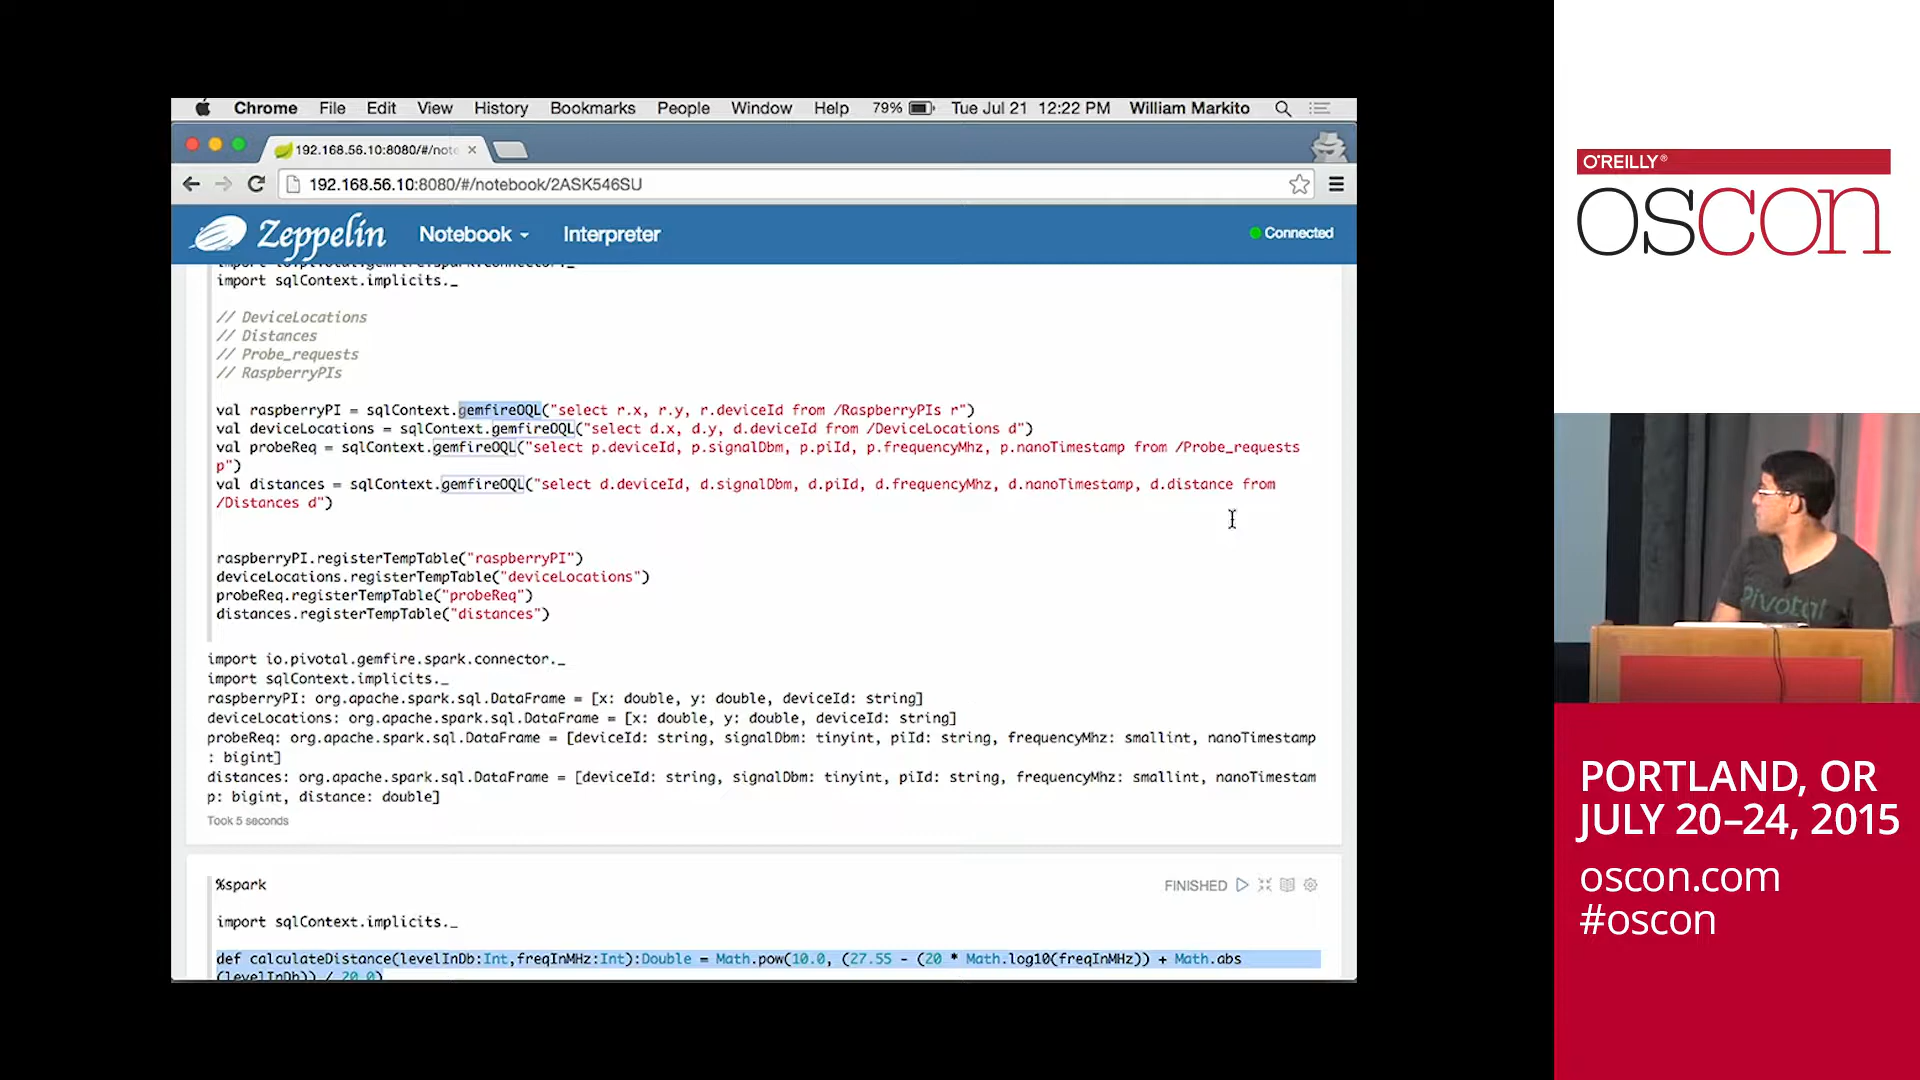 Chrome File Edit View History Bookmarks People Window Help 79% Tue Jul 21 12:22 PM William Markito
192.168.56.10:8080/#/note
192.168.56.10:8080/#/notebook/2ASK546SU
Zeppelin Notebook Interpreter Connected
import io.pivotal.gemfire.spark.connector._
import sqlContext.implicits._
// DeviceLocations
// Distances
// Probe_requests
// RaspberryPIs
val raspberryPI = sqlContext.gemfireOQL("select r.x, r.y, r.deviceId from /RaspberryPIs r")
val deviceLocations = sqlContext.gemfireOQL("select d.x, d.y, d.deviceId from /DeviceLocations d")
val probeReq = sqlContext.gemfireOQL("select p.deviceId, p.signalDbm, p.piId, p.frequencyMhz, p.nanoTimestamp from /Probe_requests
p")
val distances = sqlContext.gemfireOQL("select d.deviceId, d.signalDbm, d.piId, d.frequencyMhz, d.nanoTimestamp, d.distance from
/Distances d")
raspberryPI.registerTempTable("raspberryPI")
deviceLocations.registerTempTable("deviceLocations")
probeReq.registerTempTable("probeReq")
distances.registerTempTable("distances")
import io.pivotal.gemfire.spark.connector._
import sqlContext.implicits._
raspberryPI: org.apache.spark.sql.DataFrame = [x: double, y: double, deviceId: string]
deviceLocations: org.apache.spark.sql.DataFrame = [x: double, y: double, deviceId: string]
probeReq: org.apache.spark.sql.DataFrame = [deviceId: string, signalDbm: tinyint, piId: string, frequencyMhz: smallint, nanoTimestamp
: bigint]
distances: org.apache.spark.sql.DataFrame = [deviceId: string, signalDbm: tinyint, piId: string, frequencyMhz: smallint, nanoTimestam
p: bigint, distance: double]
Took 5 seconds
%spark FINISHED
import sqlContext.implicits._
def calculateDistance(levelInDb:Int,freqInMHz:Int):Double = Math.pow(10.0, (27.55 - (20 * Math.log10(freqInMHz)) + Math.abs
(levelInDb)) / 20.0)
O'REILLY®
OSCON
Pivotal
PORTLAND, OR
JULY 20–24, 2015
oscon.com
#oscon